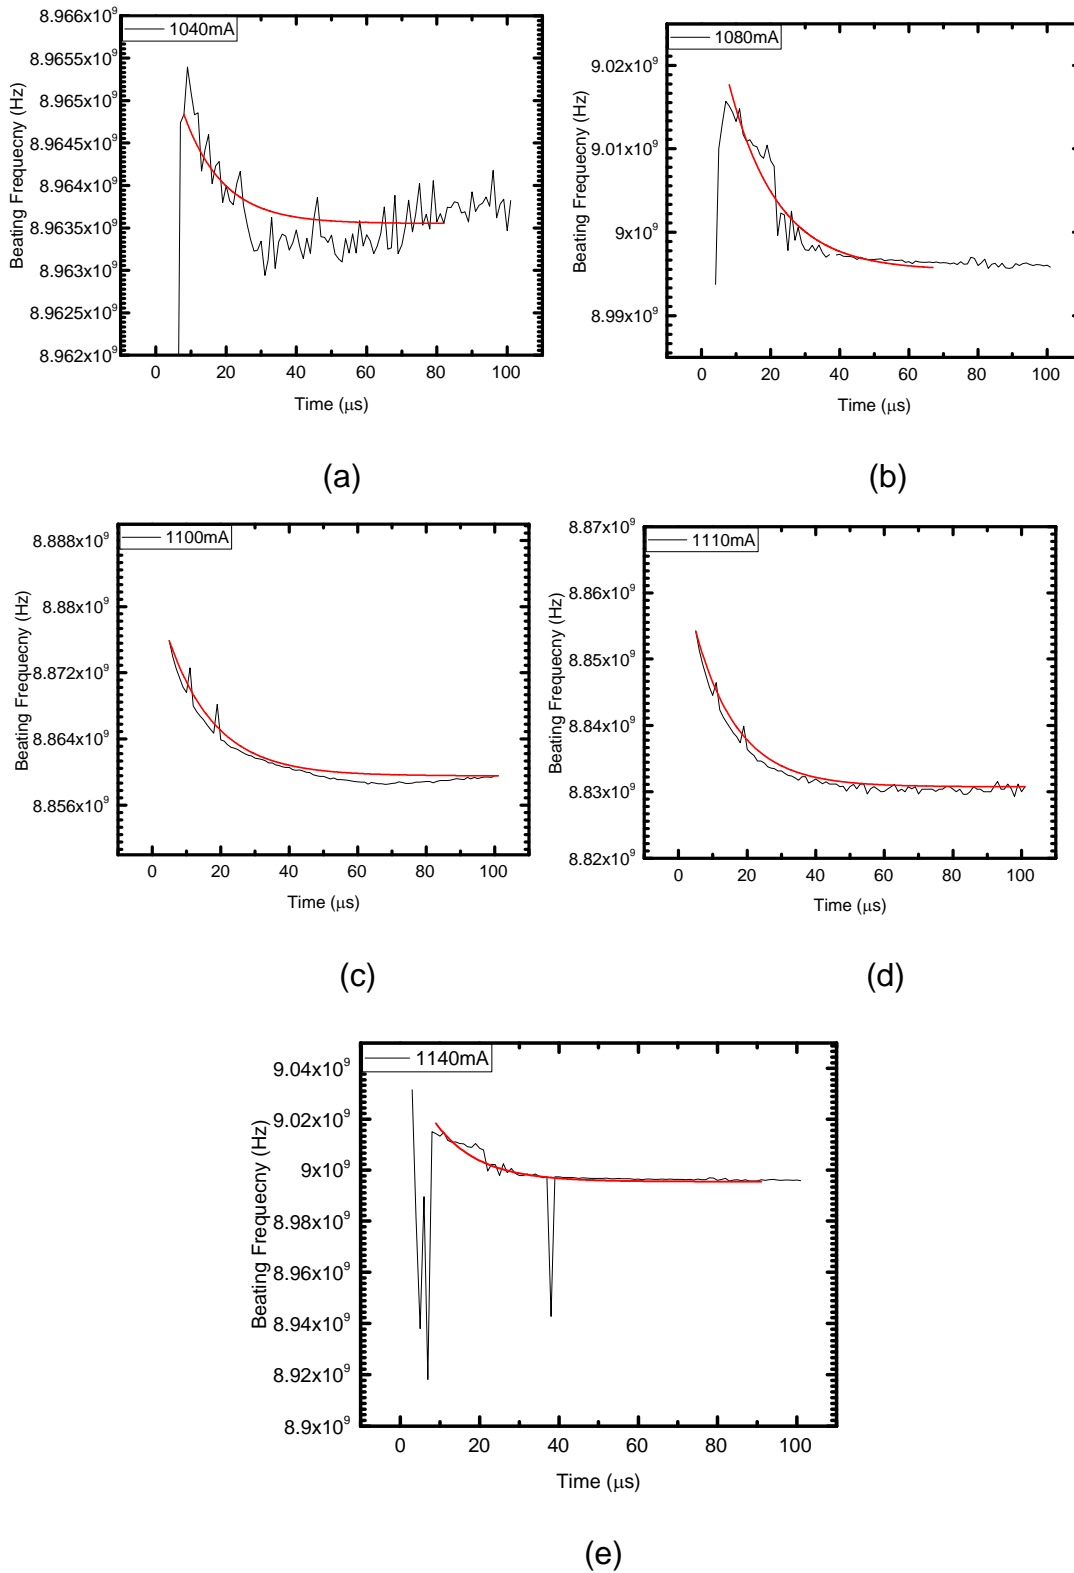 1040mA
8.966x10⁹
8.9655x10⁹
8.965x10⁹
8.9645x10⁹
8.964x10⁹
8.9635x10⁹
8.963x10⁹
8.9625x10⁹
8.962x10⁹
Beating Frequecny (Hz)
0 20 40 60 80 100
Time (μs)
(a)
1080mA
9.02x10⁹
9.01x10⁹
9x10⁹
8.99x10⁹
Beating Frequecny (Hz)
0 20 40 60 80 100
Time (μs)
(b)
1100mA
8.888x10⁹
8.88x10⁹
8.872x10⁹
8.864x10⁹
8.856x10⁹
Beating Frequecny (Hz)
0 20 40 60 80 100
Time (μs)
(c)
1110mA
8.87x10⁹
8.86x10⁹
8.85x10⁹
8.84x10⁹
8.83x10⁹
8.82x10⁹
Beating Frequecny (Hz)
0 20 40 60 80 100
Time (μs)
(d)
1140mA
9.04x10⁹
9.02x10⁹
9x10⁹
8.98x10⁹
8.96x10⁹
8.94x10⁹
8.92x10⁹
8.9x10⁹
Beating Frequecny (Hz)
0 20 40 60 80 100
Time (μs)
(e)